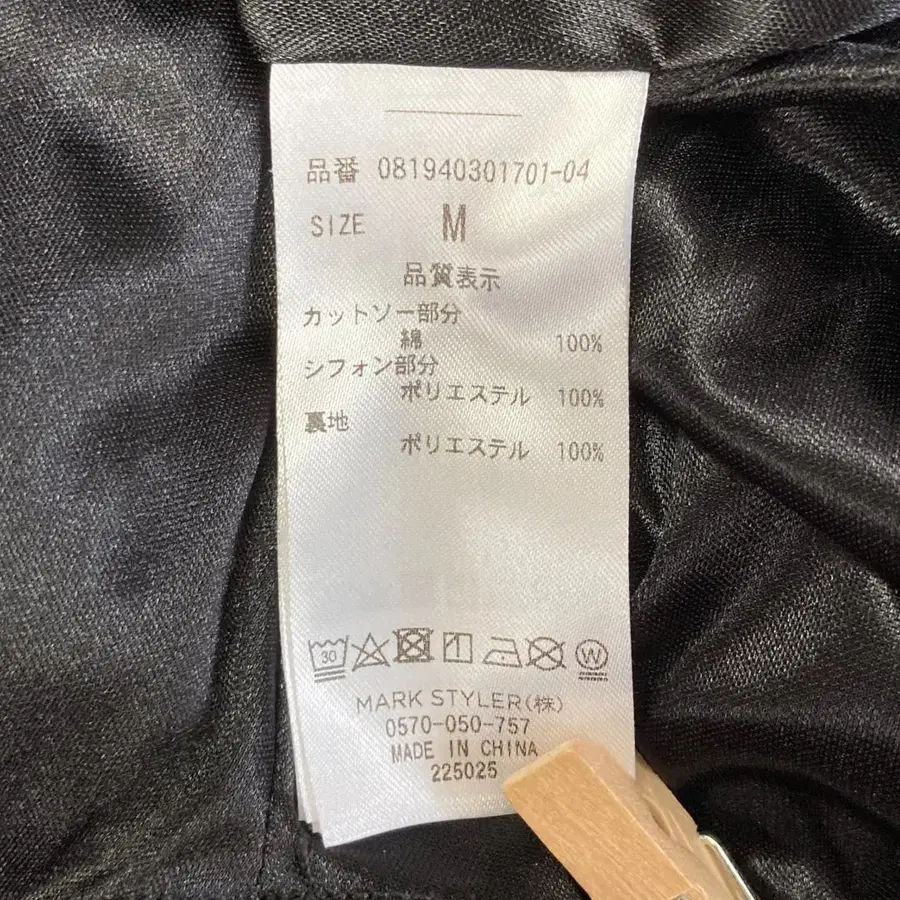 品番 081940301701-04
SIZE M
品質表示
カットソー部分
綿 100%
シフォン部分
ポリエステル 100%
裏地
ポリエステル 100%
30
W
MARK STYLER(株)
0570-050-757
MADE IN CHINA
225025